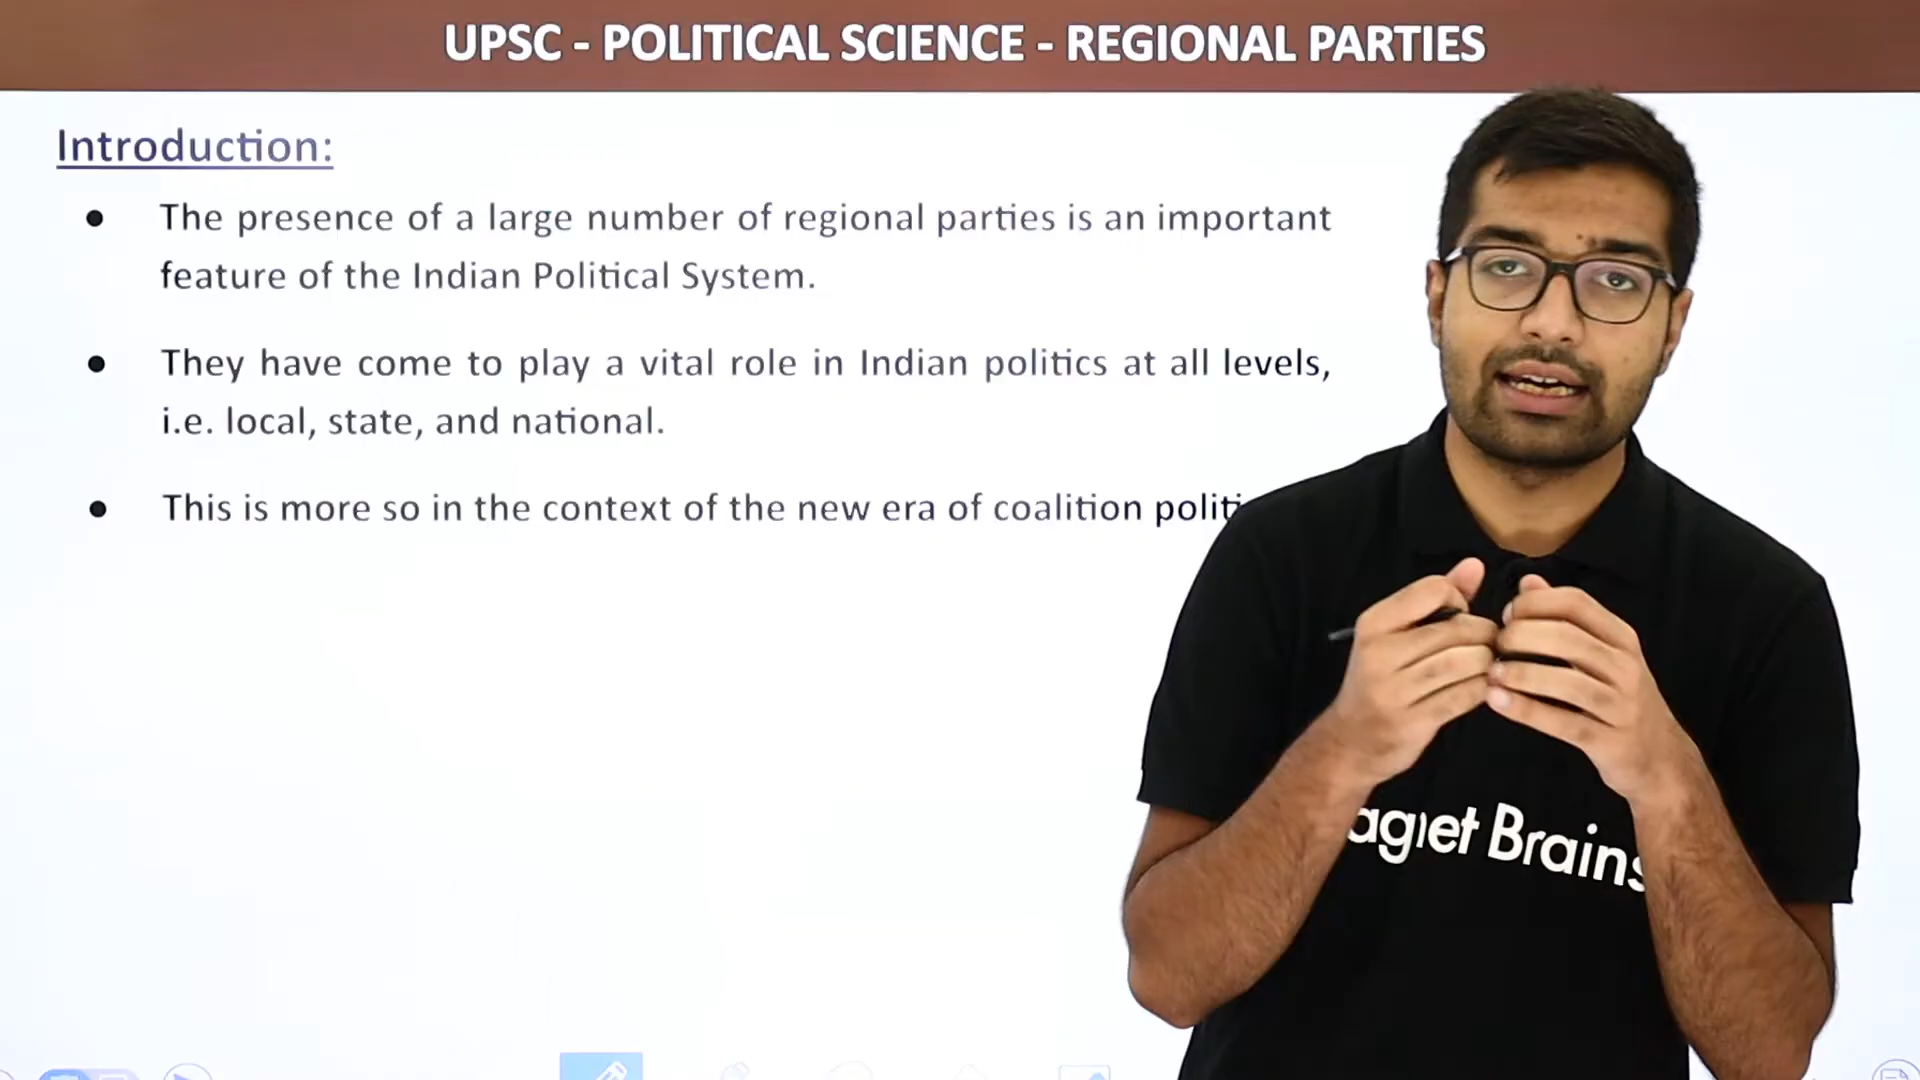 UPSC - POLITICAL SCIENCE - REGIONAL PARTIES
Introduction:
● The presence of a large number of regional parties is an important
feature of the Indian Political System.
● They have come to play a vital role in Indian politics at all levels,
i.e. local, state, and national.
● This is more so in the context of the new era of coalition politi
agnet Brains